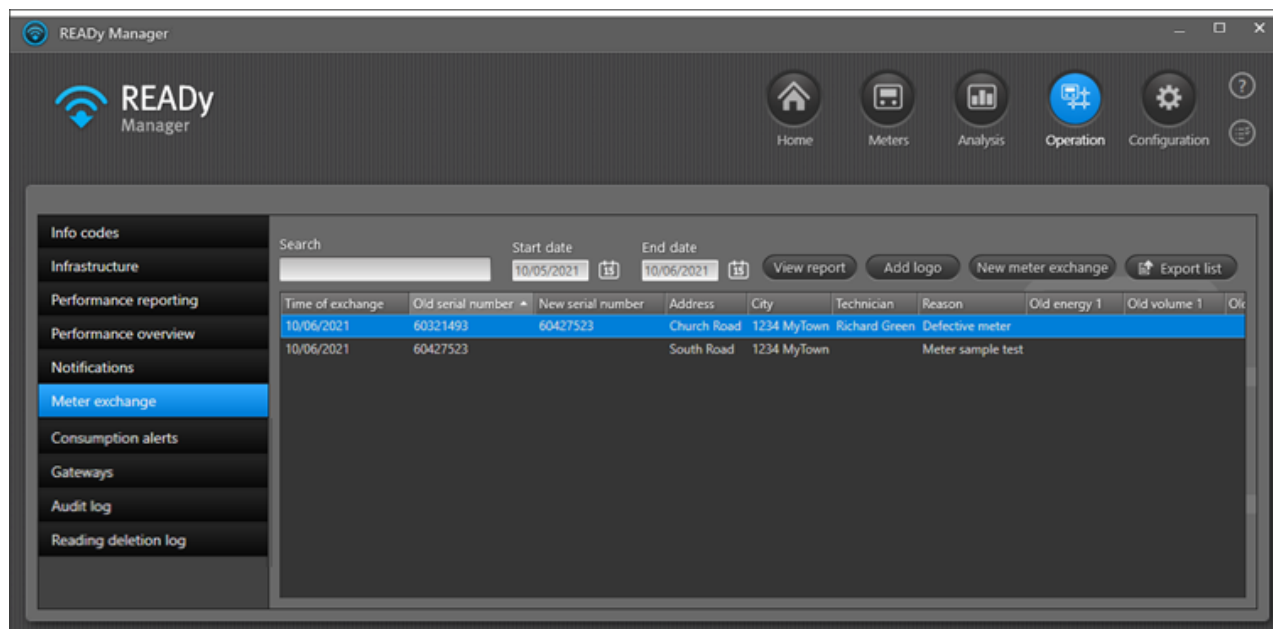 READy Manager
READy
Manager
Home Meters Analysis Operation Configuration
Info codes
Infrastructure
Performance reporting
Performance overview
Notifications
Meter exchange
Consumption alerts
Gateways
Audit log
Reading deletion log
Search Start date End date
10/05/2021 15 10/06/2021 15 View report Add logo New meter exchange Export list
Time of exchange Old serial number New serial number Address City Technician Reason Old energy 1 Old volume 1 Old
10/06/2021 60321493 60427523 Church Road 1234 MyTown Richard Green Defective meter
10/06/2021 60427523 South Road 1234 MyTown Meter sample test